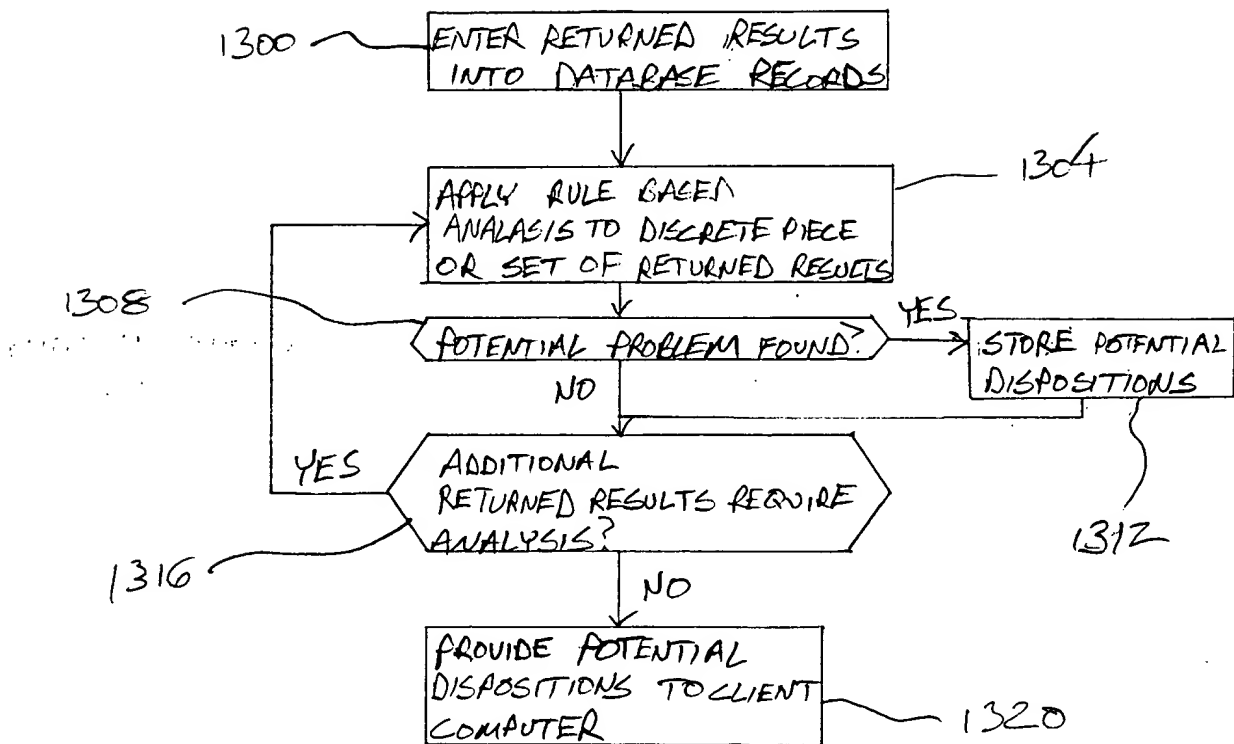 1300
ENTER RETURNED RESULTS
INTO DATABASE RECORDS
1304
APPLY RULE BASED
ANALASIS TO DISCRETE PIECE
OR SET OF RETURNED RESULTS
1308
POTENTIAL PROBLEM FOUND?
YES
STORE POTENTIAL
DISPOSITIONS
NO
1312
YES
ADDITIONAL
RETURNED RESULTS REQUIRE
ANALYSIS?
1316
NO
PROVIDE POTENTIAL
DISPOSITIONS TO CLIENT
COMPUTER
1320